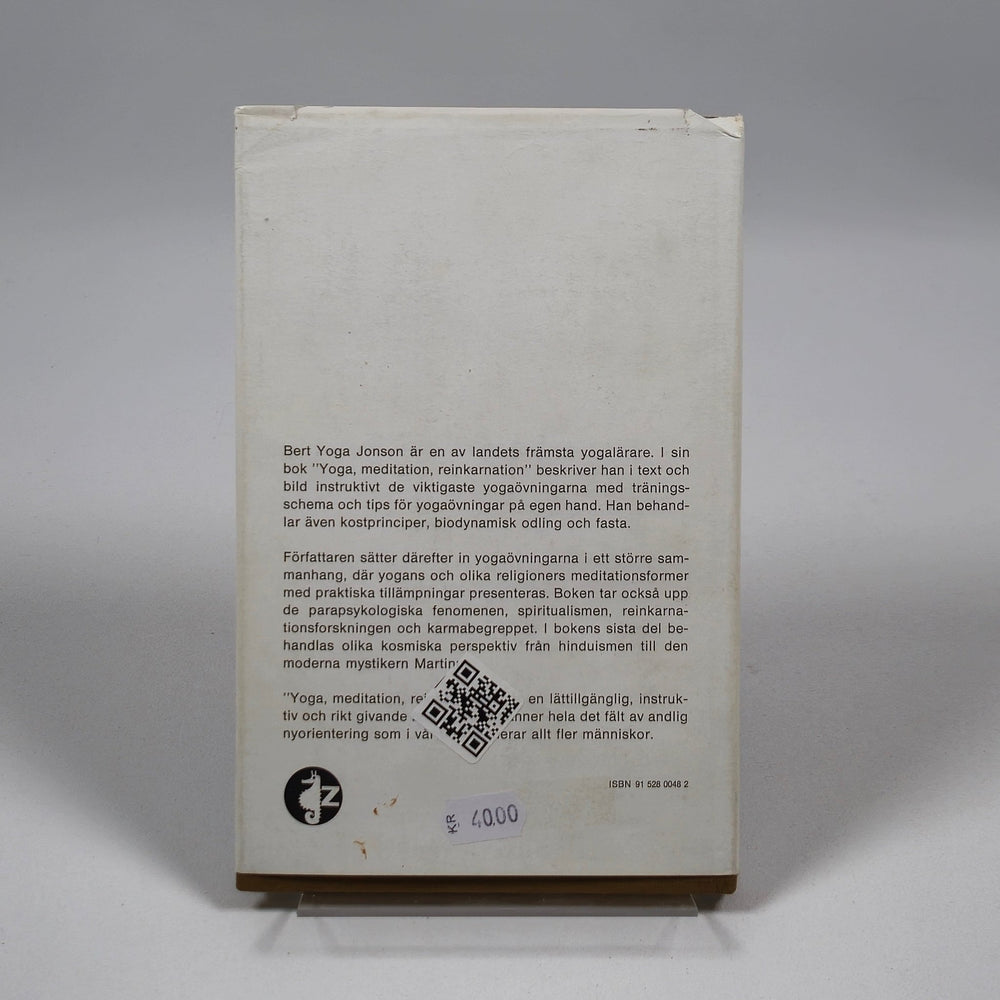 Bert Yoga Jonson är en av landets främsta yogalärare. I sin
bok "Yoga, meditation, reinkarnation" beskriver han i text och
bild instruktivt de viktigaste yogaövningarna med tränings-
schema och tips för yogaövningar på egen hand. Han behand-
lar även kostprinciper, biodynamisk odling och fasta.
Författaren sätter därefter in yogaövningarna i ett större sam-
manhang, där yogans och olika religioners meditationsformer
med praktiska tillämpningar presenteras. Boken tar också upp
de parapsykologiska fenomenen, spiritualismen, reinkarna-
tionsforskningen och karmabegreppet. I bokens sista del be-
handlas olika kosmiska perspektiv från hinduismen till den
moderna mystikern
"Yoga, meditation, en lättillgänglig, instruk-
tiv och rikt givande hela det fält av andlig
nyorientering som i allt fler människor.
ISBN 91 528 0048 2
N
KR 40.00